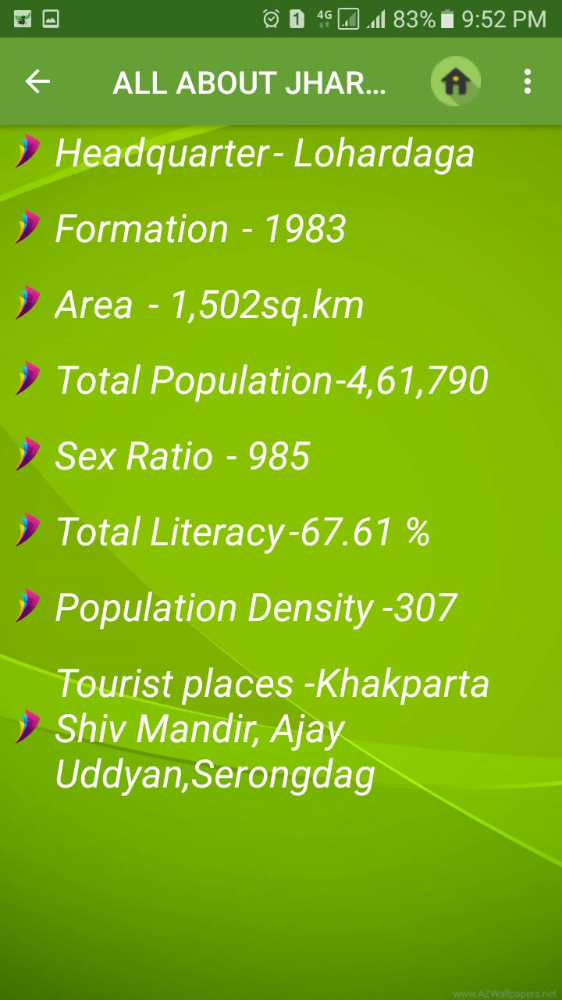 1 4G 83% 9:52 PM
ALL ABOUT JHAR...
Headquarter- Lohardaga
Formation - 1983
Area - 1,502sq.km
Total Population-4,61,790
Sex Ratio - 985
Total Literacy-67.61 %
Population Density -307
Tourist places -Khakparta
Shiv Mandir, Ajay
Uddyan,Serongdag
www.AZWallpapers.net